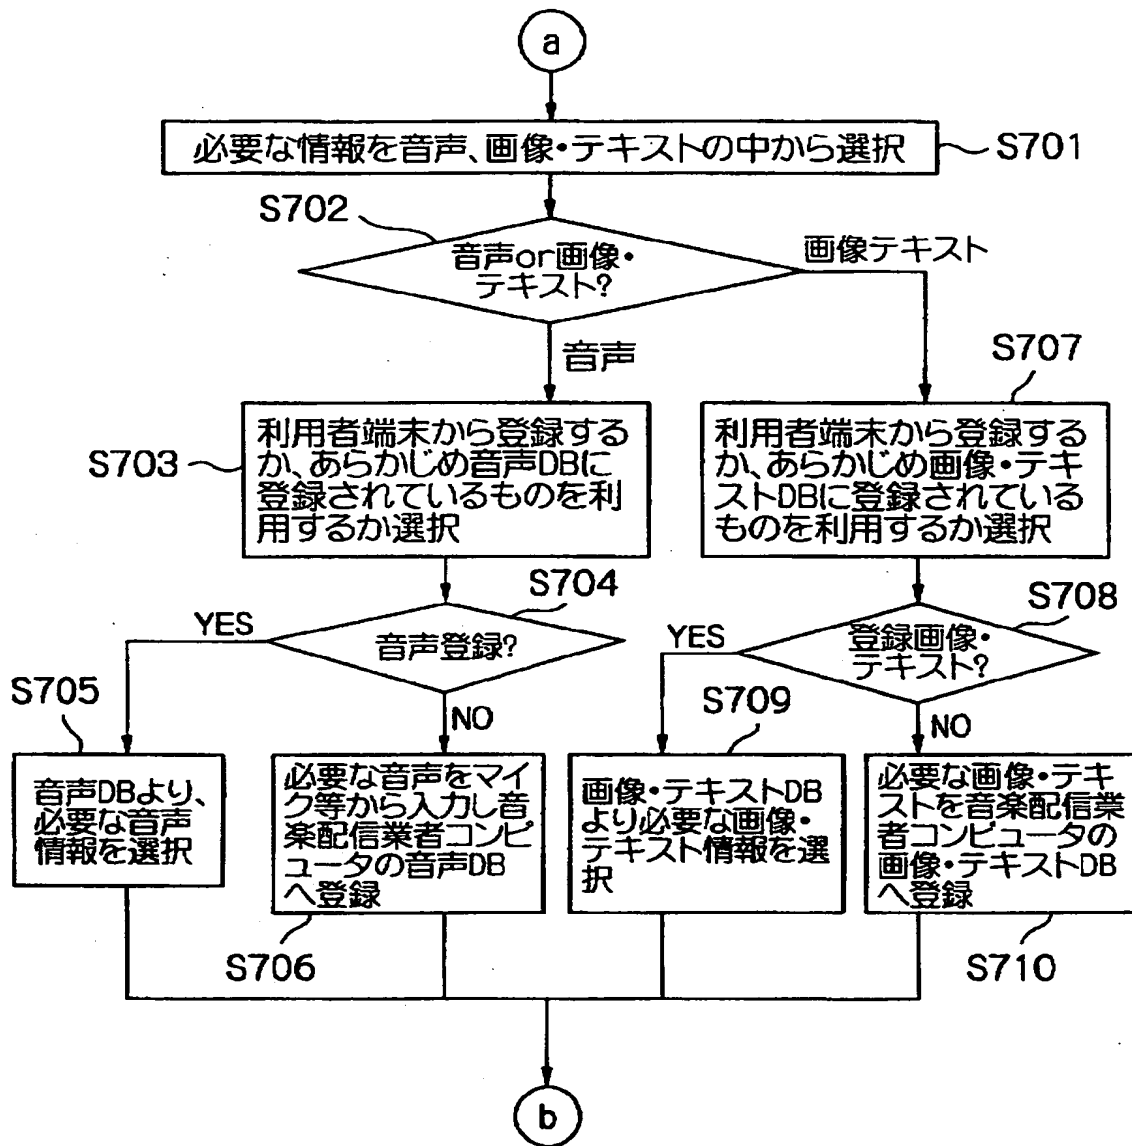 a
必要な情報を音声、画像・テキストの中から選択
S701
S702
音声or画像・
テキスト?
画像テキスト
音声
S707
S703
利用者端末から登録する
か、あらかじめ音声DBに
登録されているものを利
用するか選択
利用者端末から登録する
か、あらかじめ画像・テ
キストDBに登録されている
ものを利用するか選択
S704
YES
音声登録?
NO
S708
YES
登録画像・
テキスト?
NO
S705
音声DBより、
必要な音声
情報を選択
必要な音声をマイ
ク等から入力し音
楽配信業者コンピ
ュータの音声DB
へ登録
S706
S709
画像・テキストDB
より必要な画像・
テキスト情報を選
択
必要な画像・テキ
ストを音楽配信業
者コンピュータの
画像・テキストDB
へ登録
S710
b